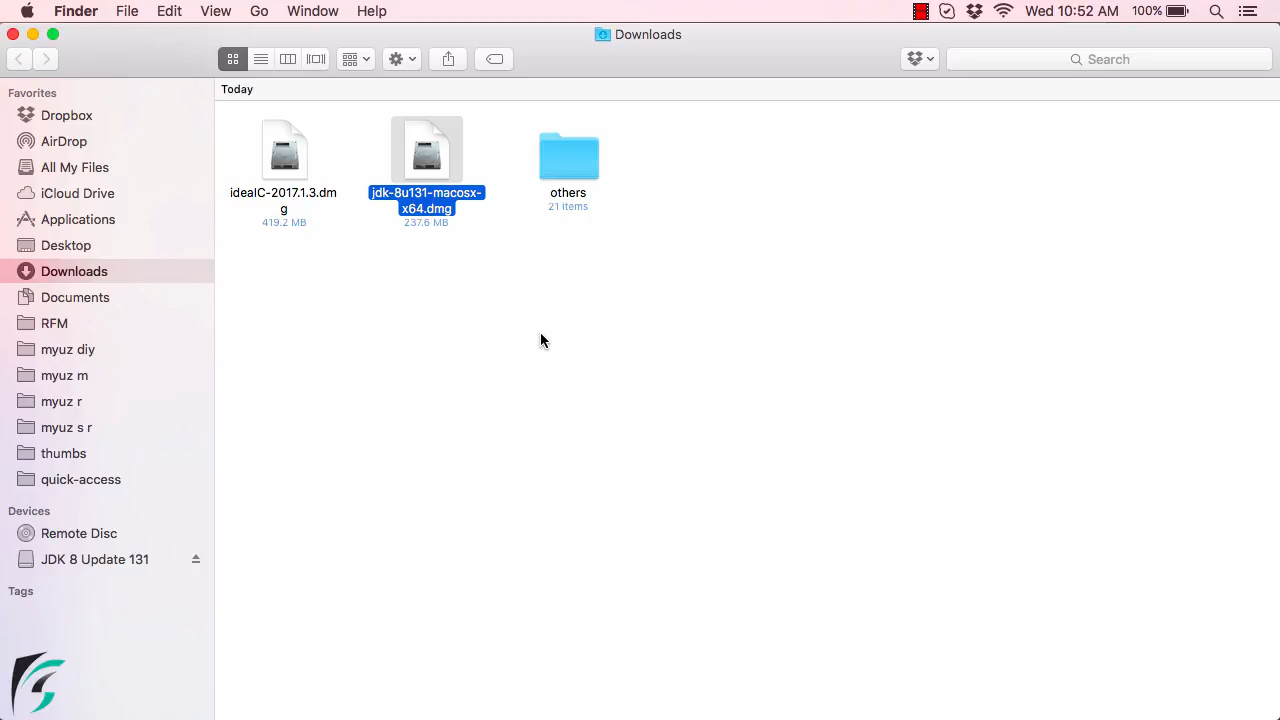 Finder File Edit View Go Window Help Wed 10:52 AM 100%
Downloads
Search
Favorites
Dropbox
AirDrop
All My Files
iCloud Drive
Applications
Desktop
Downloads
Documents
RFM
myuz diy
myuz m
myuz r
myuz s r
thumbs
quick-access
Devices
Remote Disc
JDK 8 Update 131
Tags
Today
ideaIC-2017.1.3.dm
g
419.2 MB
jdk-8u131-macosx-
x64.dmg
237.6 MB
others
21 items